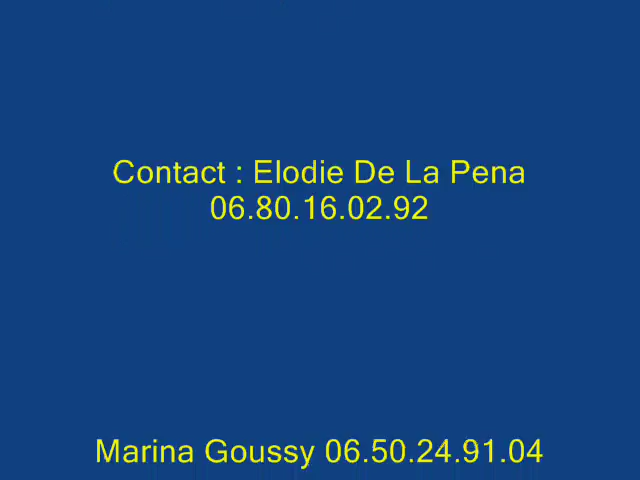 Contact : Elodie De La Pena
06.80.16.02.92
Marina Goussy 06.50.24.91.04